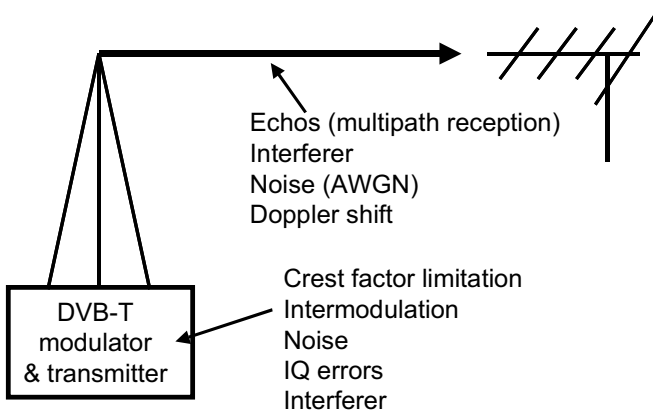 Echos (multipath reception)
Interferer
Noise (AWGN)
Doppler shift
Crest factor limitation
Intermodulation
Noise
IQ errors
Interferer
DVB-T
modulator
& transmitter